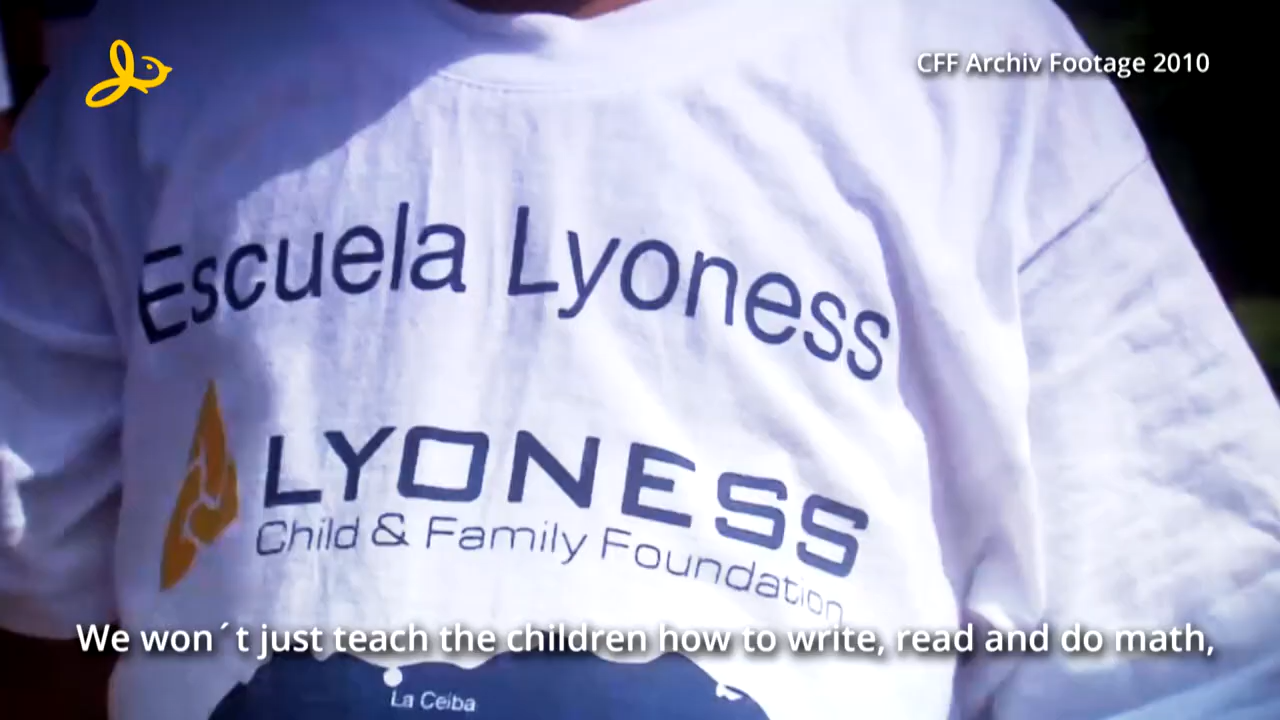 CFF Archiv Footage 2010
Escuela Lyoness
LYONESS
Child & Family Foundation
We won´t just teach the children how to write, read and do math,
La Ceiba